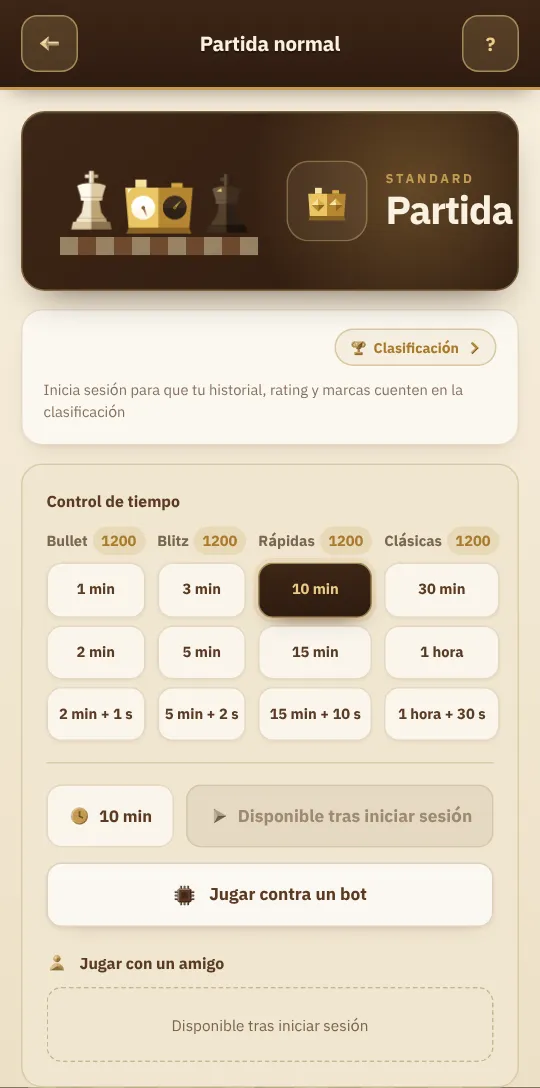 Partida normal
?
STANDARD
Partida
Clasificación
Inicia sesión para que tu historial, rating y marcas cuenten en la
clasificación
Control de tiempo
Bullet 1200 Blitz 1200 Rápidas 1200 Clásicas 1200
1 min 3 min 10 min 30 min
2 min 5 min 15 min 1 hora
2 min + 1 s 5 min + 2 s 15 min + 10 s 1 hora + 30 s
10 min Disponible tras iniciar sesión
Jugar contra un bot
Jugar con un amigo
Disponible tras iniciar sesión